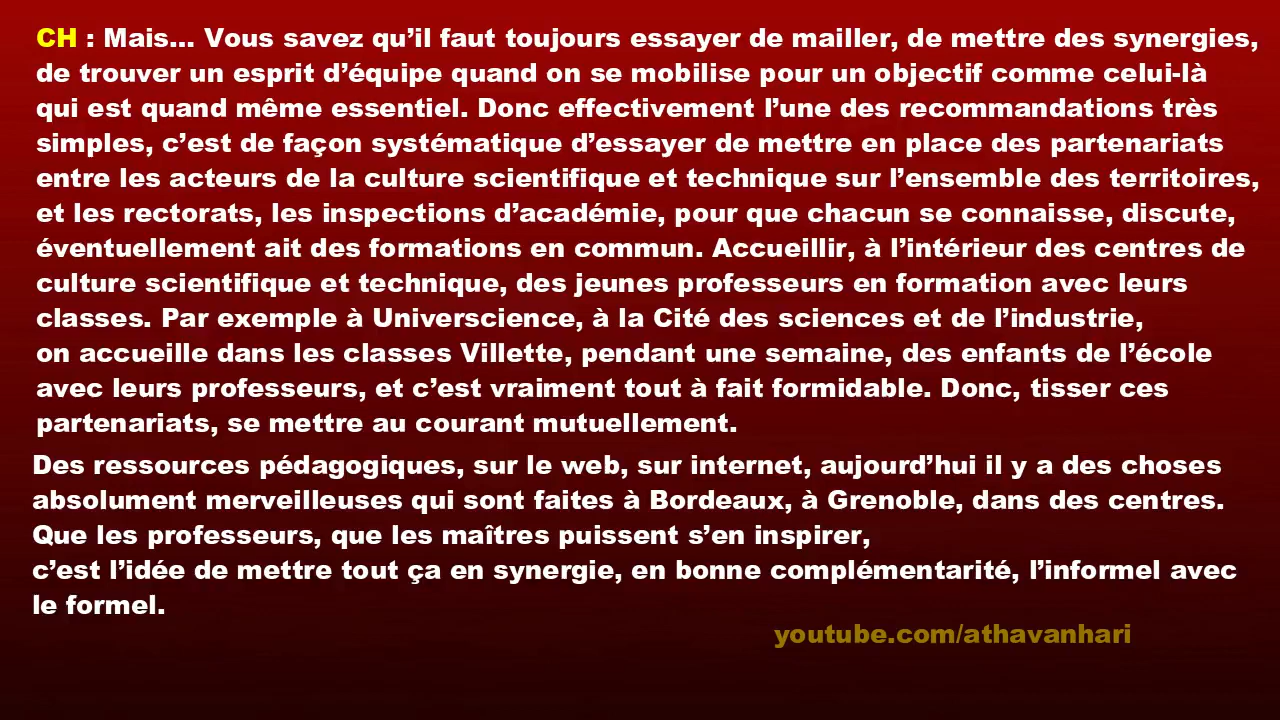 CH : Mais... Vous savez qu’il faut toujours essayer de mailler, de mettre des synergies,
de trouver un esprit d’équipe quand on se mobilise pour un objectif comme celui-là
qui est quand même essentiel. Donc effectivement l’une des recommandations très
simples, c’est de façon systématique d’essayer de mettre en place des partenariats
entre les acteurs de la culture scientifique et technique sur l’ensemble des territoires,
et les rectorats, les inspections d’académie, pour que chacun se connaisse, discute,
éventuellement ait des formations en commun. Accueillir, à l’intérieur des centres de
culture scientifique et technique, des jeunes professeurs en formation avec leurs
classes. Par exemple à Universcience, à la Cité des sciences et de l’industrie,
on accueille dans les classes Villette, pendant une semaine, des enfants de l’école
avec leurs professeurs, et c’est vraiment tout à fait formidable. Donc, tisser ces
partenariats, se mettre au courant mutuellement.
Des ressources pédagogiques, sur le web, sur internet, aujourd’hui il y a des choses
absolument merveilleuses qui sont faites à Bordeaux, à Grenoble, dans des centres.
Que les professeurs, que les maîtres puissent s’en inspirer,
c’est l’idée de mettre tout ça en synergie, en bonne complémentarité, l’informel avec
le formel.
youtube.com/athavanhari